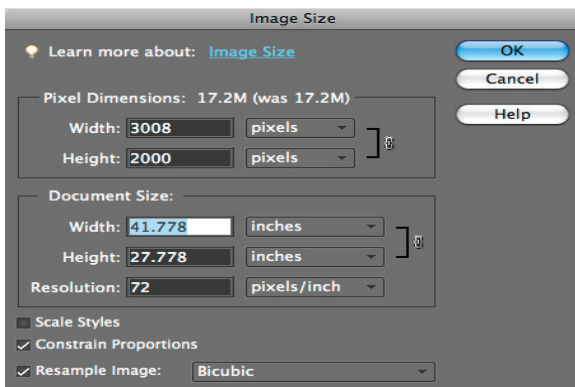 Image Size
Learn more about: Image Size
OK
Cancel
Help
Pixel Dimensions: 17.2M (was 17.2M)
Width: 3008 pixels
Height: 2000 pixels
Document Size:
Width: 41.778 inches
Height: 27.778 inches
Resolution: 72 pixels/inch
Scale Styles
Constrain Proportions
Resample Image: Bicubic